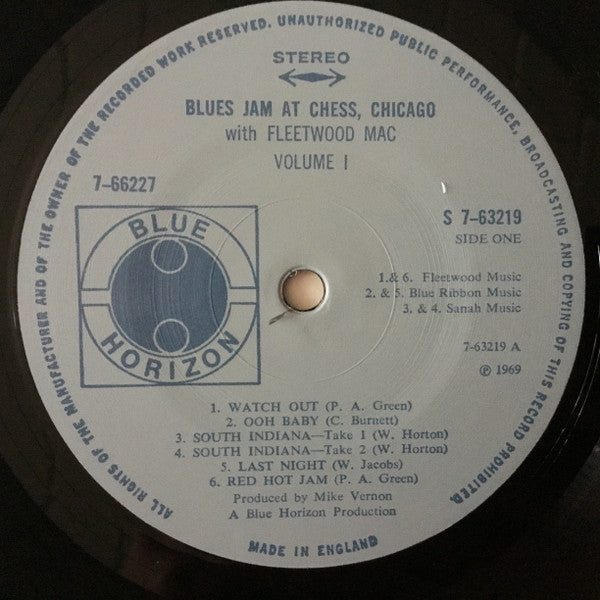 ALL RIGHTS OF THE MANUFACTURER AND OF THE OWNER OF THE RECORDED WORK RESERVED. UNAUTHORIZED PUBLIC PERFORMANCE, BROADCASTING AND COPYING OF THIS RECORD PROHIBITED.
STEREO
BLUES JAM AT CHESS, CHICAGO
with FLEETWOOD MAC
VOLUME I
7-66227
S 7-63219
SIDE ONE
BLUE
HORIZON
1.& 6. Fleetwood Music
2. & 5. Blue Ribbon Music
3. & 4. Sanah Music
7-63219 A
℗ 1969
1. WATCH OUT (P. A. Green)
2. OOH BABY (C. Burnett)
3. SOUTH INDIANA—Take 1 (W. Horton)
4. SOUTH INDIANA—Take 2 (W. Horton)
5. LAST NIGHT (W. Jacobs)
6. RED HOT JAM (P. A. Green)
Produced by Mike Vernon
A Blue Horizon Production
MADE IN ENGLAND